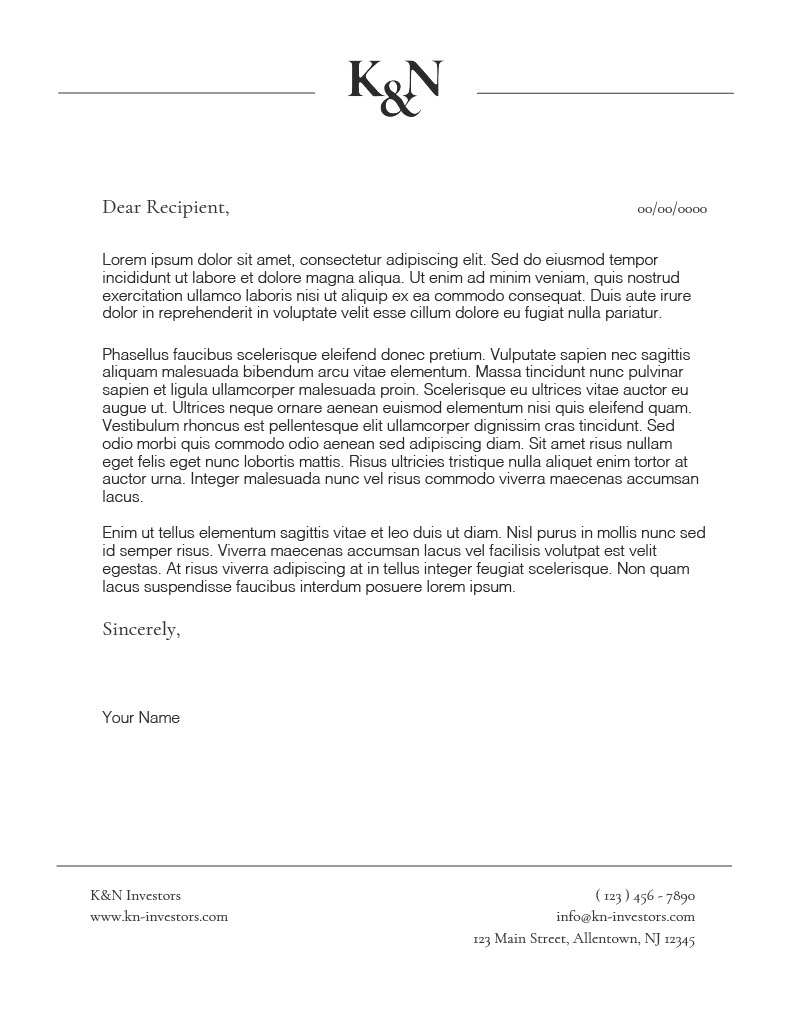 K&N
Dear Recipient,
00/00/0000
Lorem ipsum dolor sit amet, consectetur adipiscing elit. Sed do eiusmod tempor
incididunt ut labore et dolore magna aliqua. Ut enim ad minim veniam, quis nostrud
exercitation ullamco laboris nisi ut aliquip ex ea commodo consequat. Duis aute irure
dolor in reprehenderit in voluptate velit esse cillum dolore eu fugiat nulla pariatur.
Phasellus faucibus scelerisque eleifend donec pretium. Vulputate sapien nec sagittis
aliquam malesuada bibendum arcu vitae elementum. Massa tincidunt nunc pulvinar
sapien et ligula ullamcorper malesuada proin. Scelerisque eu ultrices vitae auctor eu
augue ut. Ultrices neque ornare aenean euismod elementum nisi quis eleifend quam.
Vestibulum rhoncus est pellentesque elit ullamcorper dignissim cras tincidunt. Sed
odio morbi quis commodo odio aenean sed adipiscing diam. Sit amet risus nullam
eget felis eget nunc lobortis mattis. Risus ultricies tristique nulla aliquet enim tortor at
auctor urna. Integer malesuada nunc vel risus commodo viverra maecenas accumsan
lacus.
Enim ut tellus elementum sagittis vitae et leo duis ut diam. Nisl purus in mollis nunc sed
id semper risus. Viverra maecenas accumsan lacus vel facilisis volutpat est velit
egestas. At risus viverra adipiscing at in tellus integer feugiat scelerisque. Non quam
lacus suspendisse faucibus interdum posuere lorem ipsum.
Sincerely,
Your Name
K&N Investors
www.kn-investors.com
( 123 ) 456 - 7890
info@kn-investors.com
123 Main Street, Allentown, NJ 12345